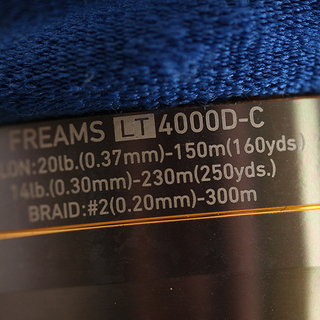 FREAMS LT 4000D-C
LON:20lb.(0.37mm)-150m(160yds)
14lb.(0.30mm)-230m(250yds.)
BRAID:#2(0.20mm)-300m